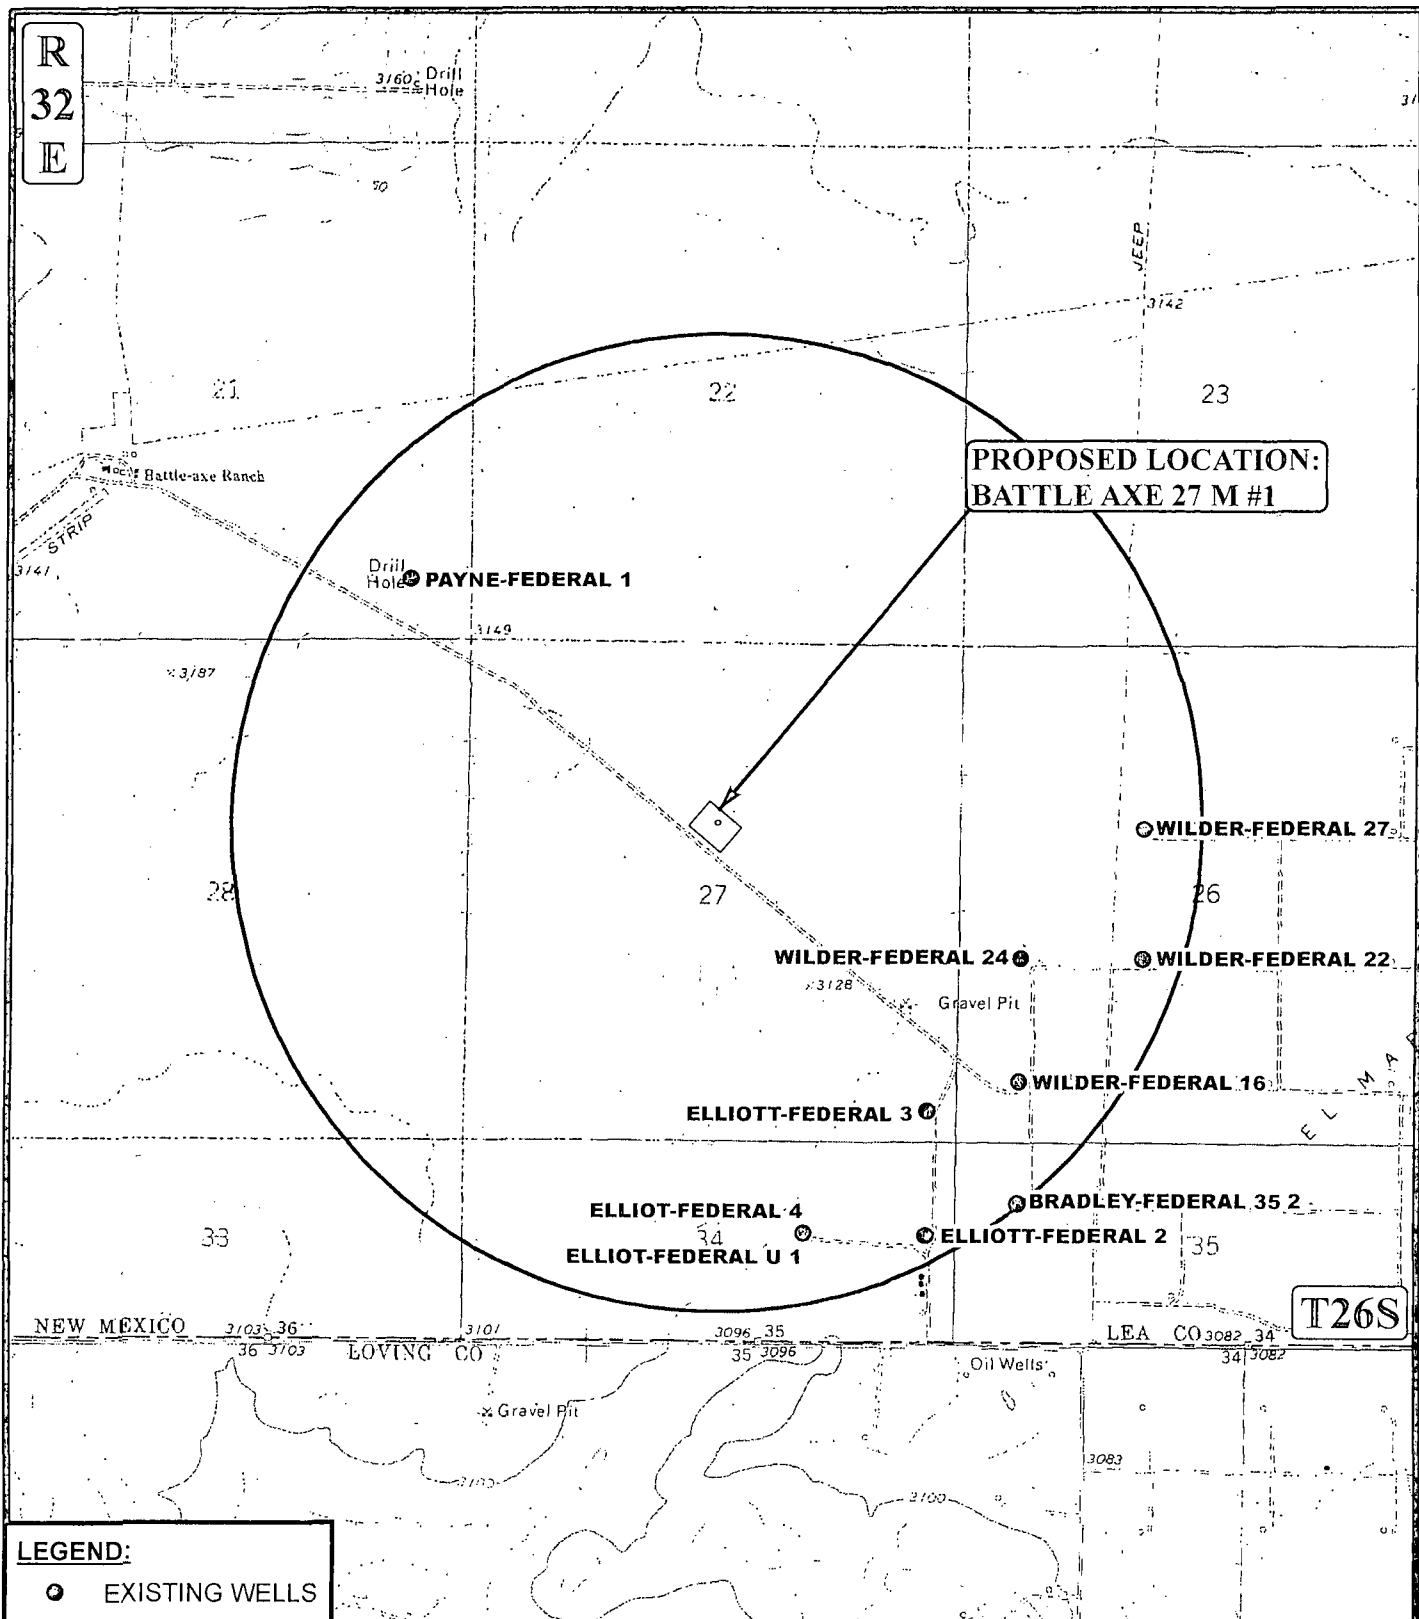 R
32
E
3160
Drill
Hole
50
JEEP
3142
21
22
23
PROPOSED LOCATION:
BATTLE AXE 27 M #1
Battle-axe Ranch
STRIP
3141
Drill
Hole
PAYNE-FEDERAL 1
3149
×3187
WILDER-FEDERAL 27
28
27
26
WILDER-FEDERAL 24
WILDER-FEDERAL 22
×3128
Gravel Pit
WILDER-FEDERAL 16
ELLIOTT-FEDERAL 3
E L M A
BRADLEY-FEDERAL 35 2
ELLIOT-FEDERAL 4
33
34
ELLIOTT-FEDERAL 2
35
ELLIOT-FEDERAL U 1
T26S
NEW MEXICO
3103 36
3101
3096 35
LEA CO
3082 34
36 3103
LOVING CO
35 3096
Oil Wells
34 3082
Gravel Pit
3083
3100
3100
LEGEND:
EXISTING WELLS